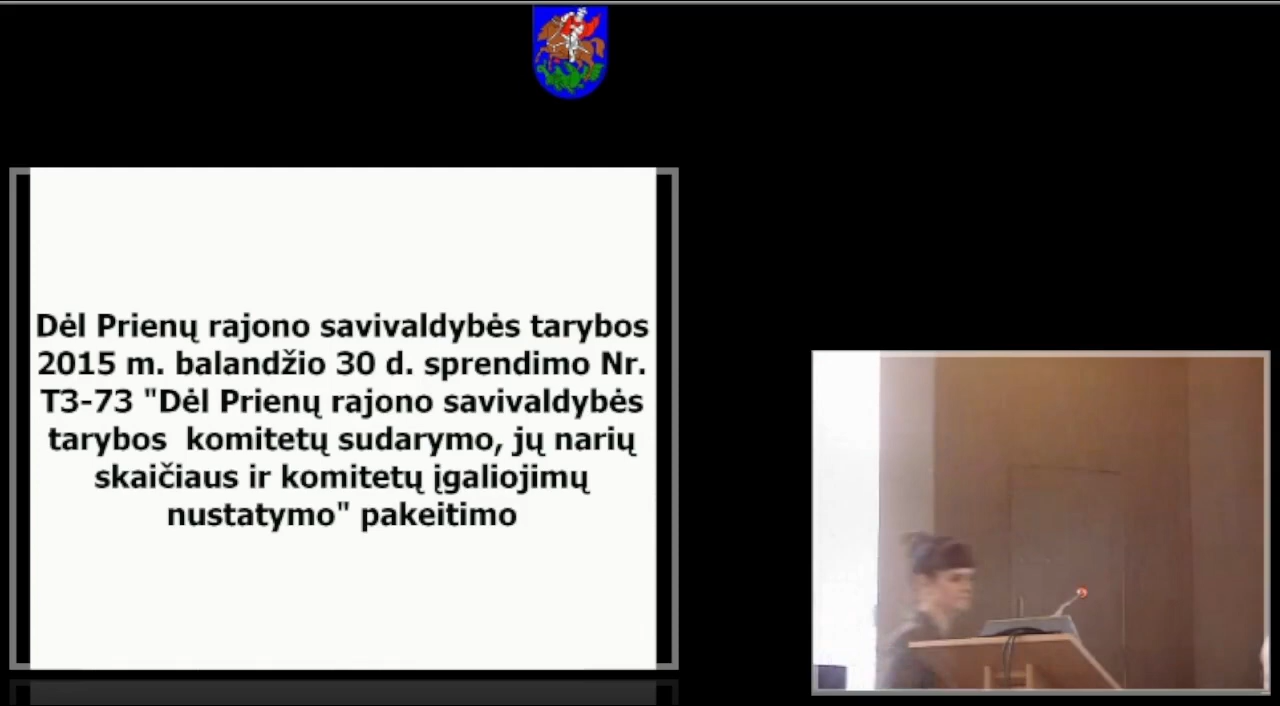 Dėl Prienų rajono savivaldybės tarybos
2015 m. balandžio 30 d. sprendimo Nr.
T3-73 "Dėl Prienų rajono savivaldybės
tarybos  komitetų sudarymo, jų narių
skaičiaus ir komitetų įgaliojimų
nustatymo" pakeitimo